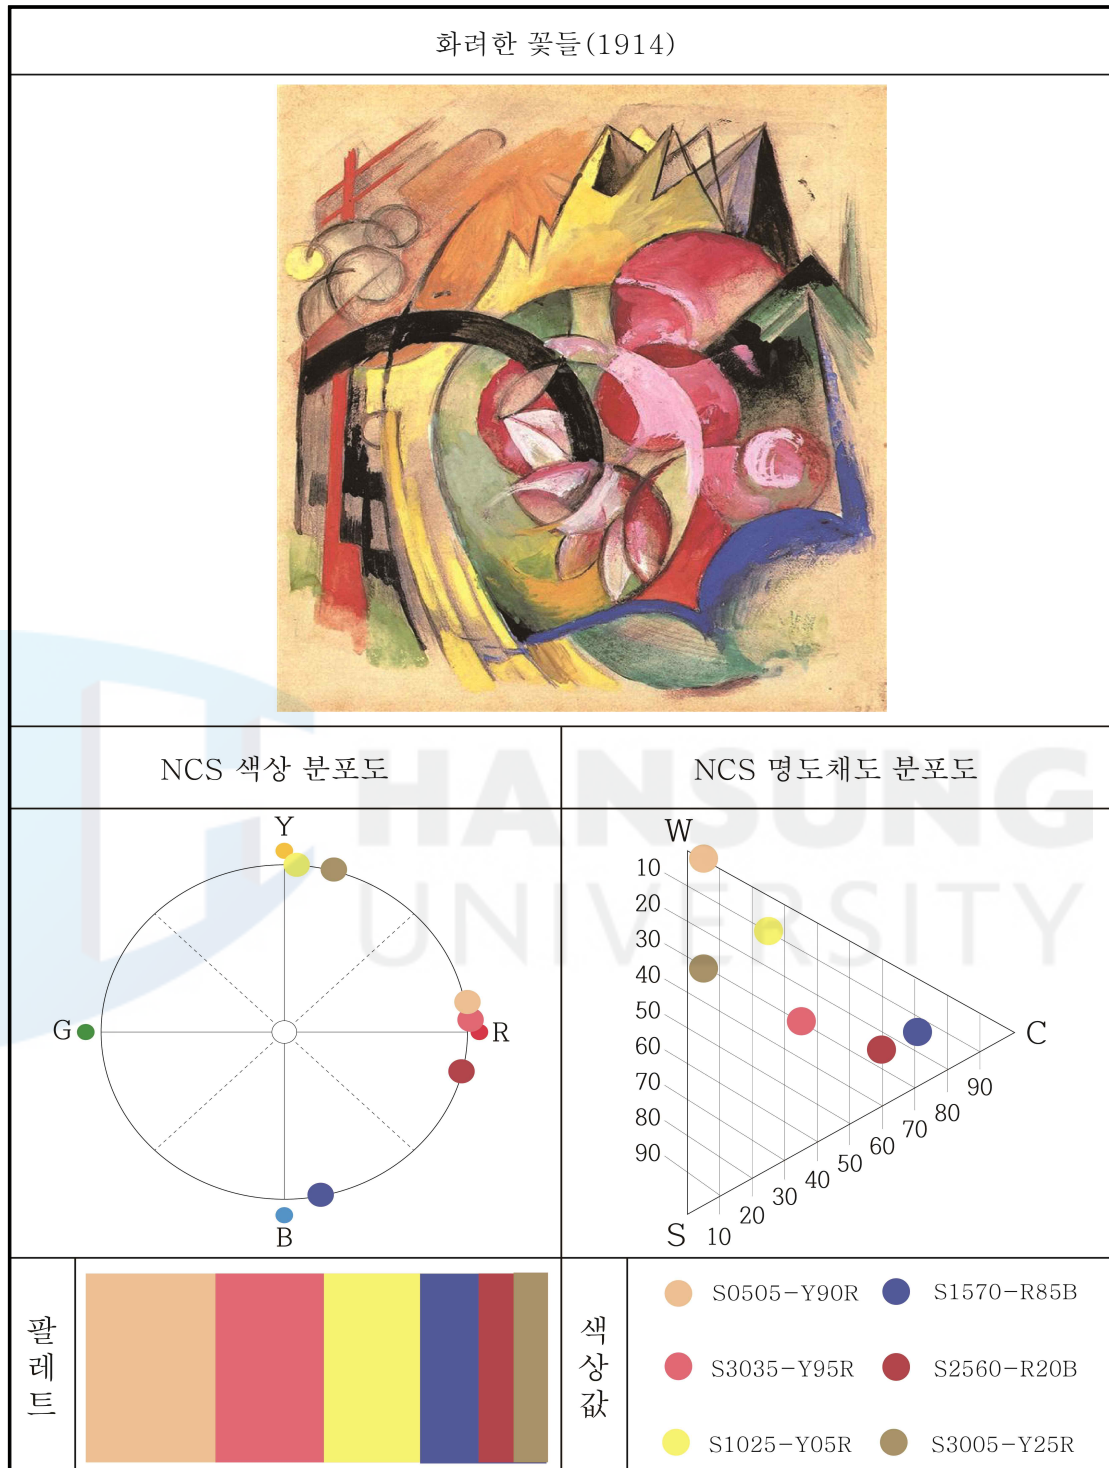 화려한 꽃들(1914)
HANSUNG
UNIVERSITY
NCS 색상 분포도
NCS 명도채도 분포도
Y
G
R
B
W
10
20
30
40
50
60
70
80
90
S
10
20
30
40
50
60
70
80
90
C
팔레트
색상값
S0505-Y90R
S1570-R85B
S3035-Y95R
S2560-R20B
S1025-Y05R
S3005-Y25R